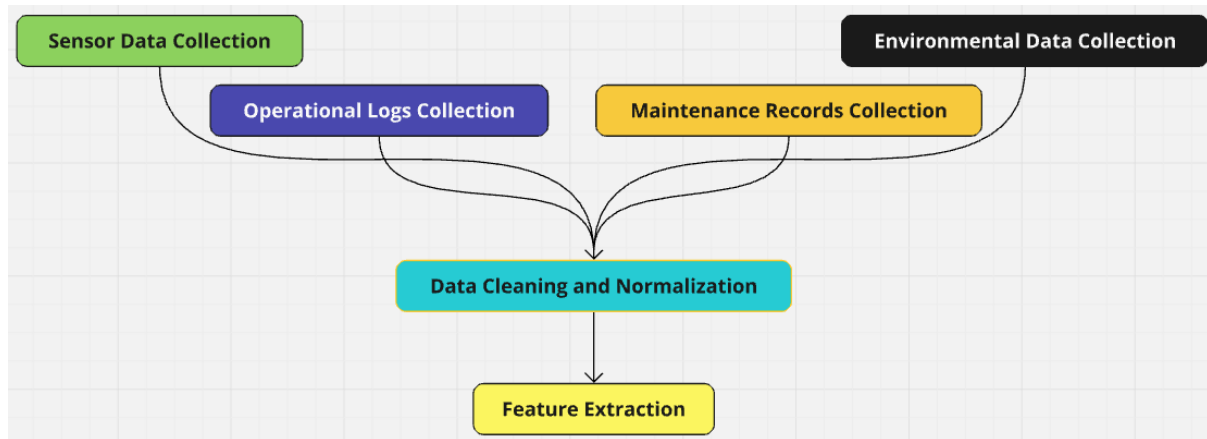 Sensor Data Collection
Environmental Data Collection
Operational Logs Collection
Maintenance Records Collection
Data Cleaning and Normalization
Feature Extraction